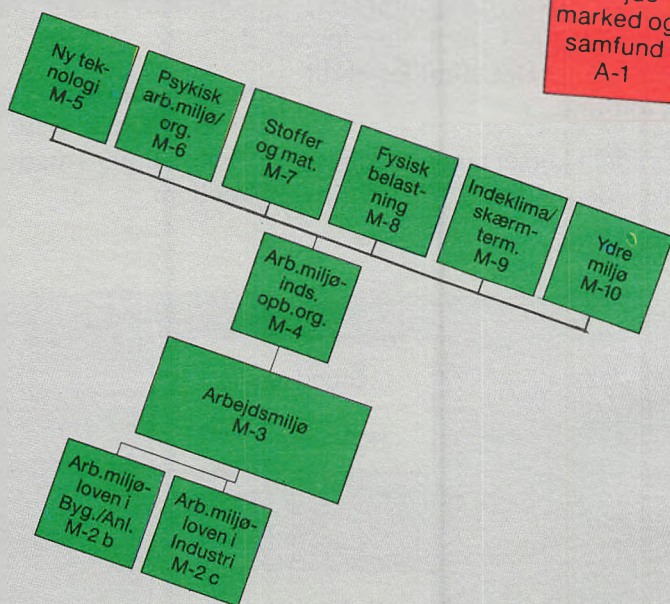 marked og
samfund
A-1
Ny tek-
nologi
M-5
Psykisk
arb.miljø/
org.
M-6
Stoffer
og mat.
M-7
Fysisk
belast-
ning
M-8
Indeklima/
skærm-
term.
M-9
Ydre
miljø
M-10
Arb.miljø-
inds.
opb.org.
M-4
Arbejdsmiljø
M-3
Arb.miljø-
loven i
Byg./Anl.
M-2 b
Arb.miljø-
loven i
Industri
M-2 c